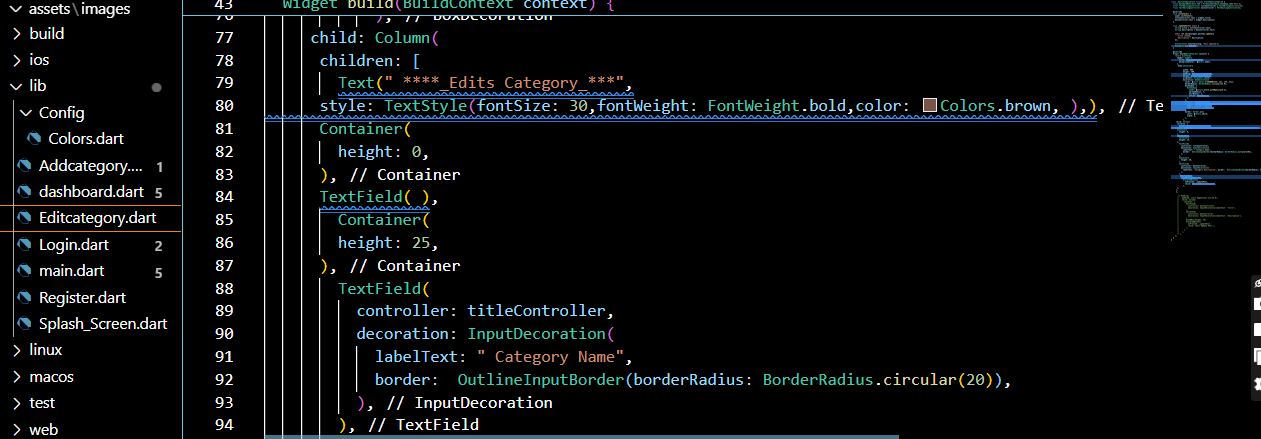 assets\images
build
ios
lib
Config
Colors.dart
Addcategory.... 1
dashboard.dart 5
Editcategory.dart
Login.dart 2
main.dart 5
Register.dart
Splash_Screen.dart
linux
macos
test
web
43 Widget build(BuildContext context) {
76 ), // BoxDecoration
77 child: Column(
78 children: [
79 Text(" ****_Edits Category_***",
80 style: TextStyle(fontSize: 30,fontWeight: FontWeight.bold,color: Colors.brown, ),), // Te
81 Container(
82 height: 0,
83 ), // Container
84 TextField( ),
85 Container(
86 height: 25,
87 ), // Container
88 TextField(
89 controller: titleController,
90 decoration: InputDecoration(
91 labelText: " Category Name",
92 border:  OutlineInputBorder(borderRadius: BorderRadius.circular(20)),
93 ), // InputDecoration
94 ), // TextField